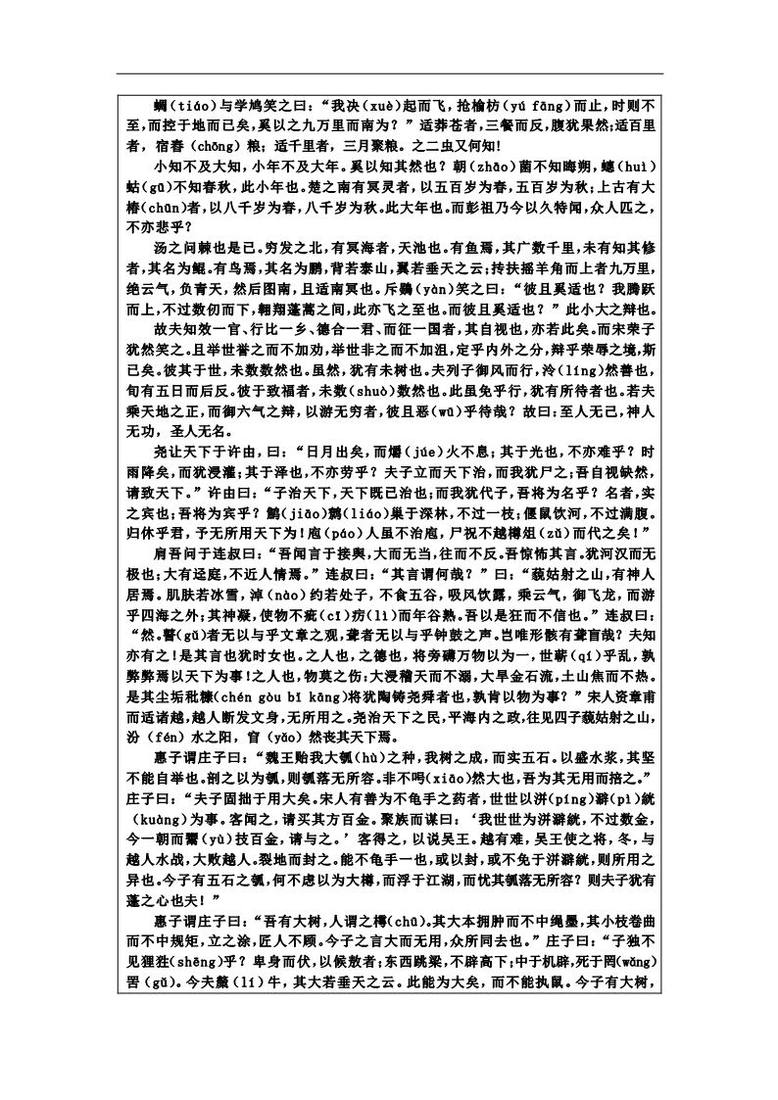 蜩(tiáo)与学鸠笑之曰：“我决(xuè)起而飞，抢榆枋(yú fāng)而止，时则不
至，而控于地而已矣，奚以之九万里而南为？”适莽苍者，三餐而反，腹犹果然；适百里
者，宿舂（chōng）粮；适千里者，三月聚粮。之二虫又何知!
小知不及大知，小年不及大年。奚以知其然也？朝(zhāo)菌不知晦朔，蟪(huì)
蛄(gū)不知春秋，此小年也。楚之南有冥灵者，以五百岁为春，五百岁为秋；上古有大
椿(chūn)者，以八千岁为春，八千岁为秋。此大年也。而彭祖乃今以久特闻，众人匹之，
不亦悲乎？
汤之问棘也是已。穷发之北，有冥海者，天池也。有鱼焉，其广数千里，未有知其修
者，其名为鲲。有鸟焉，其名为鹏，背若泰山，翼若垂天之云；抟扶摇羊角而上者九万里，
绝云气，负青天，然后图南，且适南冥也。斥鷃(yàn)笑之曰：“彼且奚适也？我腾跃
而上，不过数仞而下，翱翔蓬蒿之间，此亦飞之至也。而彼且奚适也？”此小大之辩也。
故夫知效一官、行比一乡、德合一君、而征一国者，其自视也，亦若此矣。而宋荣子
犹然笑之。且举世誉之而不加劝，举世非之而不加沮，定乎内外之分，辩乎荣辱之境，斯
已矣。彼其于世，未数数然也。虽然，犹有未树也。夫列子御风而行，泠(líng)然善也，
旬有五日而后反。彼于致福者，未数(shuò)数然也。此虽免乎行，犹有所待者也。若夫
乘天地之正，而御六气之辩，以游无穷者，彼且恶(wū)乎待哉？故曰：至人无己，神人
无功，圣人无名。
尧让天下于许由，曰：“日月出矣，而爝(júe)火不息；其于光也，不亦难乎？时
雨降矣，而犹浸灌；其于泽也，不亦劳乎？夫子立而天下治，而我犹尸之；吾自视缺然，
请致天下。”许由曰：“子治天下，天下既已治也；而我犹代子，吾将为名乎？名者，实
之宾也；吾将为宾乎？鹪(jiāo)鹩(liáo)巢于深林，不过一枝；偃鼠饮河，不过满腹。
归休乎君，予无所用天下为!庖(páo)人虽不治庖，尸祝不越樽俎(zǔ)而代之矣!”
肩吾问于连叔曰：“吾闻言于接舆，大而无当，往而不反。吾惊怖其言。犹河汉而无
极也；大有迳庭，不近人情焉。”连叔曰：“其言谓何哉？”曰：“藐姑射之山，有神人
居焉。肌肤若冰雪，淖(nào)约若处子，不食五谷，吸风饮露，乘云气，御飞龙，而游
乎四海之外；其神凝，使物不疵(cī)疠(lì)而年谷熟。吾以是狂而不信也。”连叔曰：
“然。瞽(gǔ)者无以与乎文章之观，聋者无以与乎钟鼓之声。岂唯形骸有聋盲哉？夫知
亦有之!是其言也犹时女也。之人也，之德也，将旁礴万物以为一，世蕲(qí)乎乱，孰
弊弊焉以天下为事!之人也，物莫之伤：大浸稽天而不溺，大旱金石流，土山焦而不热。
是其尘垢秕糠(chén gòu bǐ kāng)将犹陶铸尧舜者也，孰肯以物为事？”宋人资章甫
而适诸越，越人断发文身，无所用之。尧治天下之民，平海内之政，往见四子藐姑射之山，
汾（fén）水之阳，窅（yǎo）然丧其天下焉。
惠子谓庄子曰：“魏王贻我大瓠(hù)之种，我树之成，而实五石。以盛水浆，其坚
不能自举也。剖之以为瓠，则瓠落无所容。非不呺(xiāo)然大也，吾为其无用而掊之。”
庄子曰：“夫子固拙于用大矣。宋人有善为不龟手之药者，世世以洴(píng)澼(pì)絖
(kuàng)为事。客闻之，请买其方百金。聚族而谋曰：‘我世世为洴澼絖，不过数金，
今一朝而鬻(yù)技百金，请与之。’客得之，以说吴王。越有难，吴王使之将，冬，与
越人水战，大败越人。裂地而封之。能不龟手一也，或以封，或不免于洴澼絖，则所用之
异也。今子有五石之瓠，何不虑以为大樽，而浮于江湖，而忧其瓠落无所容？则夫子犹有
蓬之心也夫！”
惠子谓庄子曰：“吾有大树，人谓之樗(chū)。其大本拥肿而不中绳墨，其小枝卷曲
而不中规矩，立之涂，匠人不顾。今子之言大而无用，众所同去也。”庄子曰：“子独不
见狸狌(shēng)乎？卑身而伏，以候敖者；东西跳梁，不辟高下；中于机辟，死于罔(wǎng)
罟(gǔ)。今夫斄(lí)牛，其大若垂天之云。此能为大矣，而不能执鼠。今子有大树，